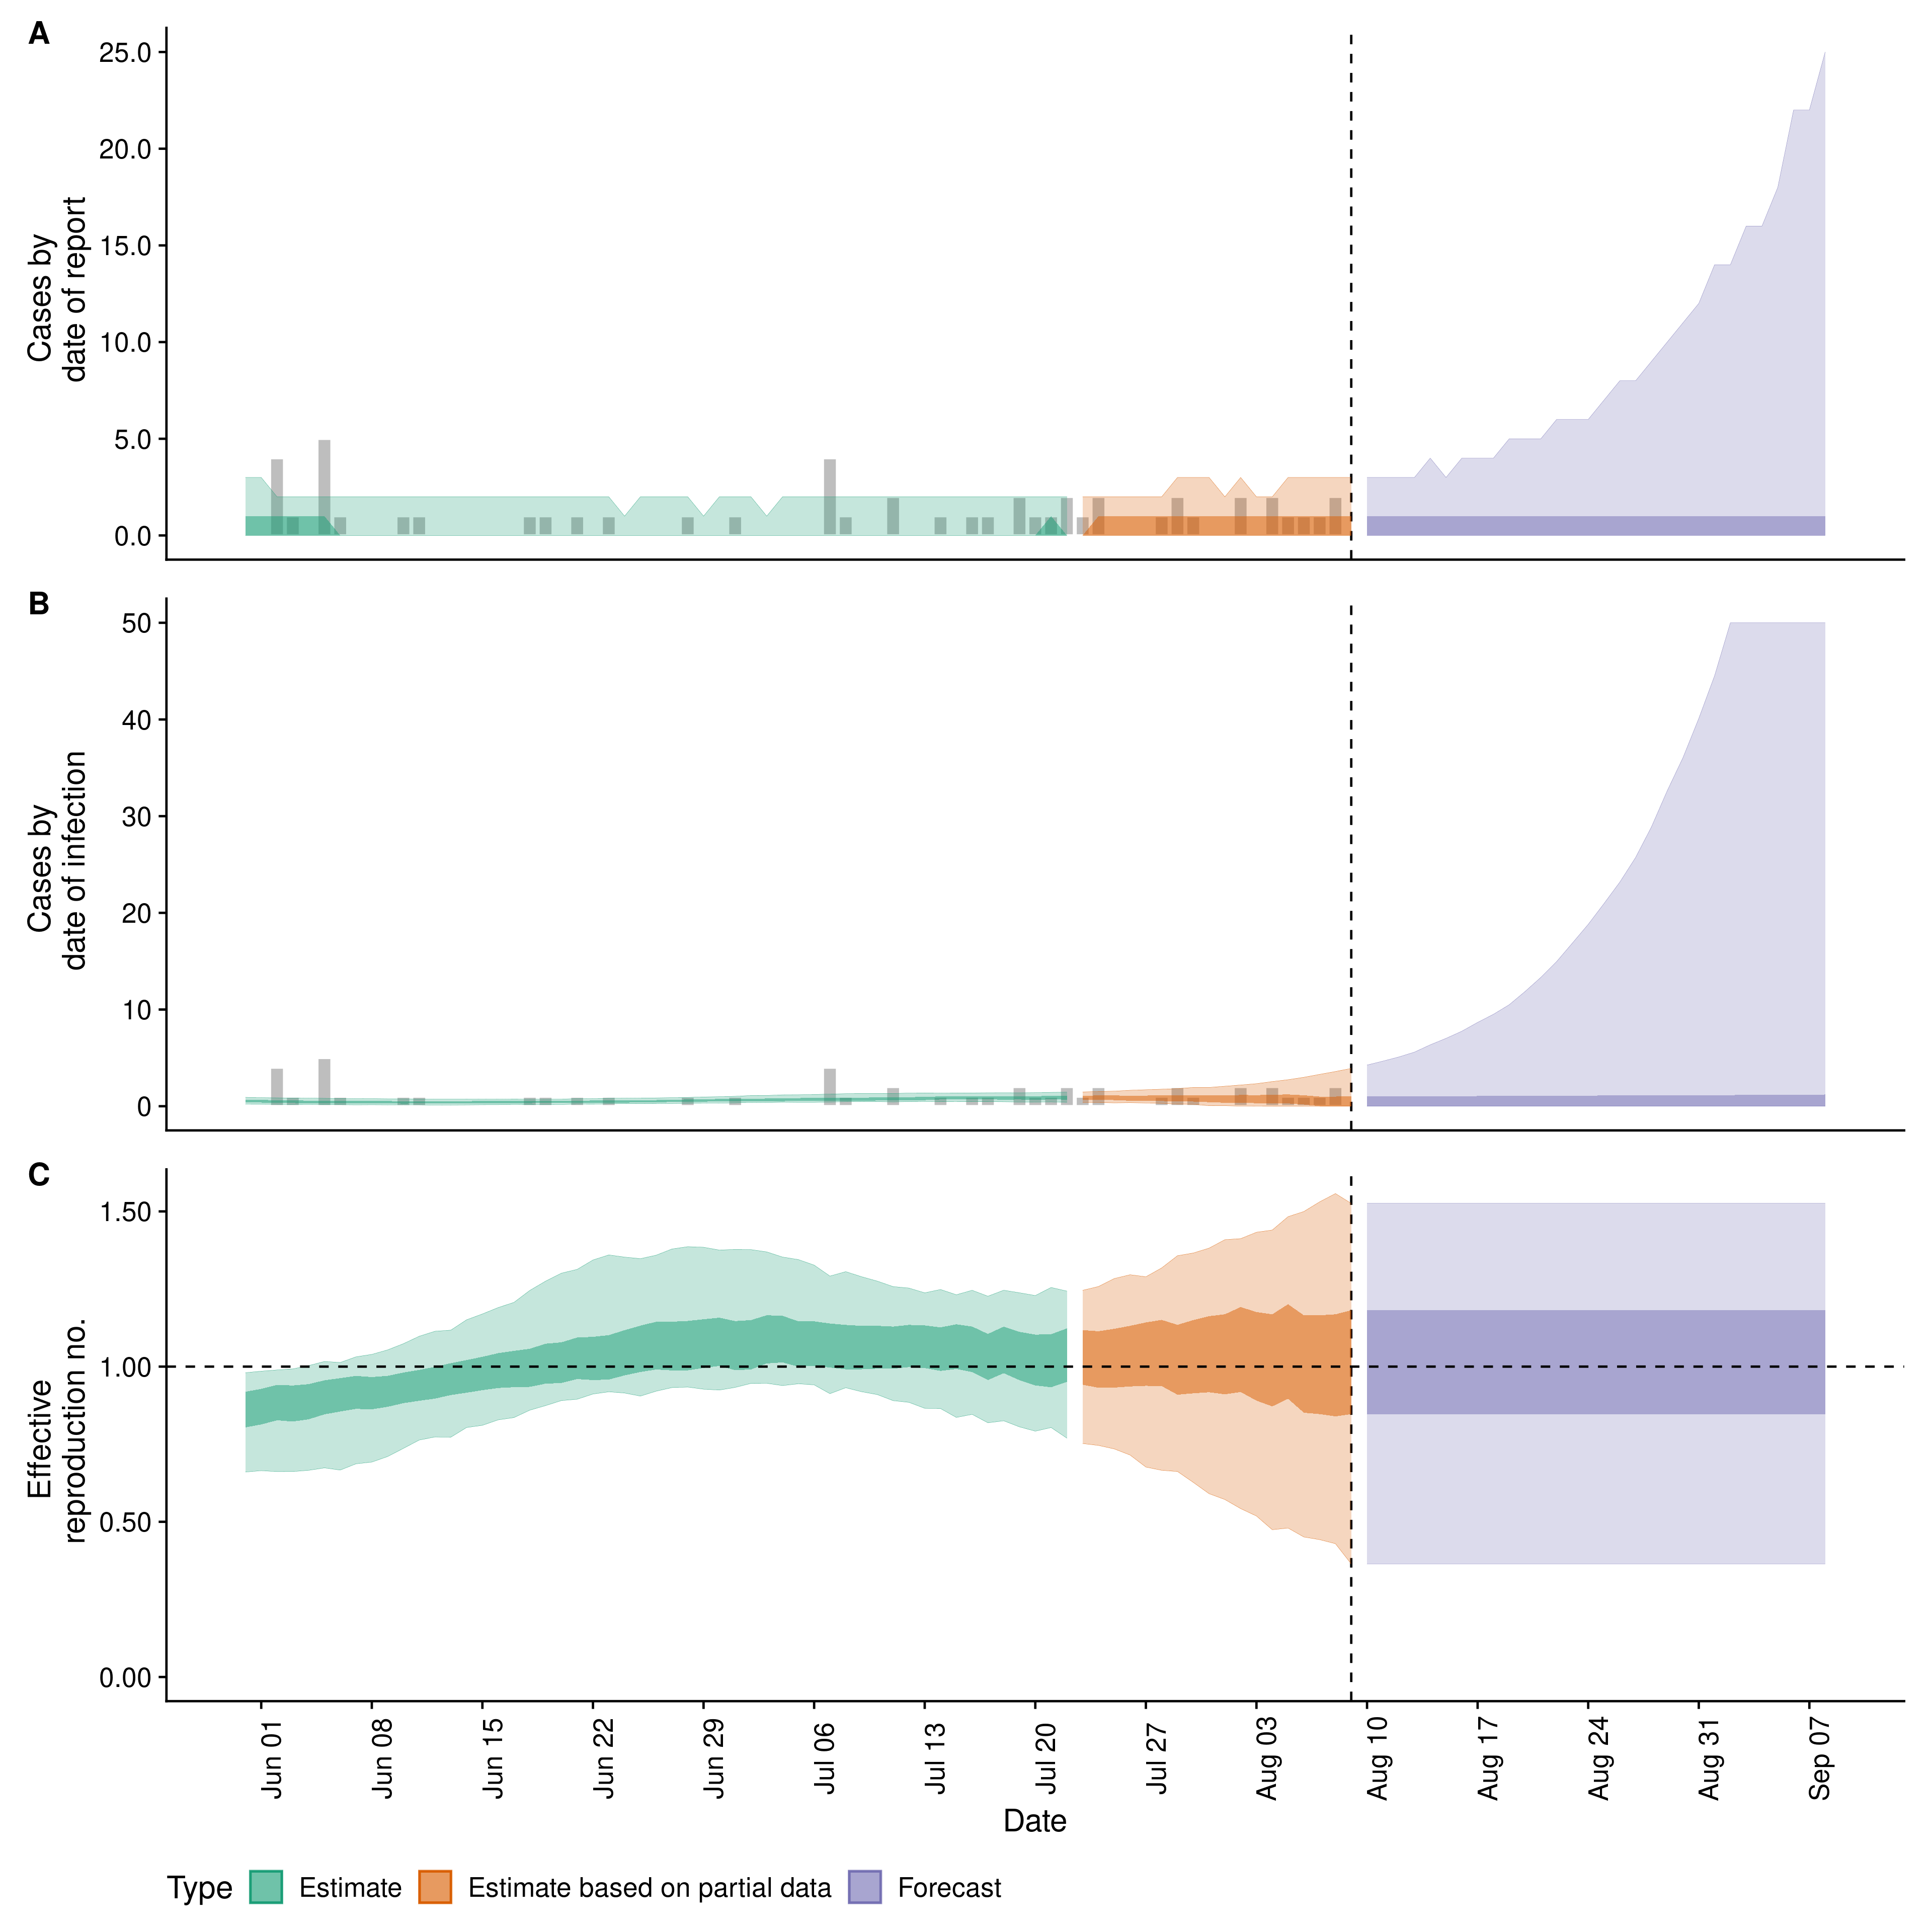 A
Cases by
date of report
25.0
20.0
15.0
10.0
5.0
0.0
B
Cases by
date of infection
50
40
30
20
10
0
C
Effective
reproduction no.
1.50
1.00
0.50
0.00
Jun 01
Jun 08
Jun 15
Jun 22
Jun 29
Jul 06
Jul 13
Jul 20
Jul 27
Aug 03
Aug 10
Aug 17
Aug 24
Aug 31
Sep 07
Date
Type Estimate Estimate based on partial data Forecast